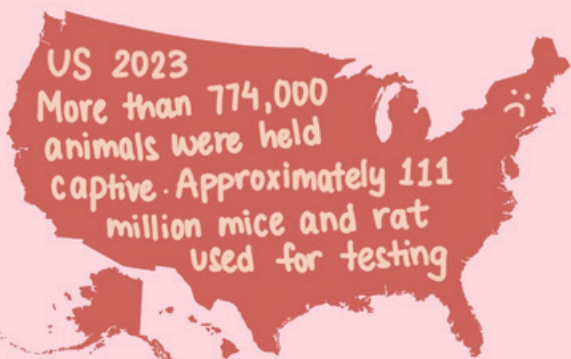 US 2023
More than 774,000
animals were held
captive. Approximately 111
million mice and rat
used for testing